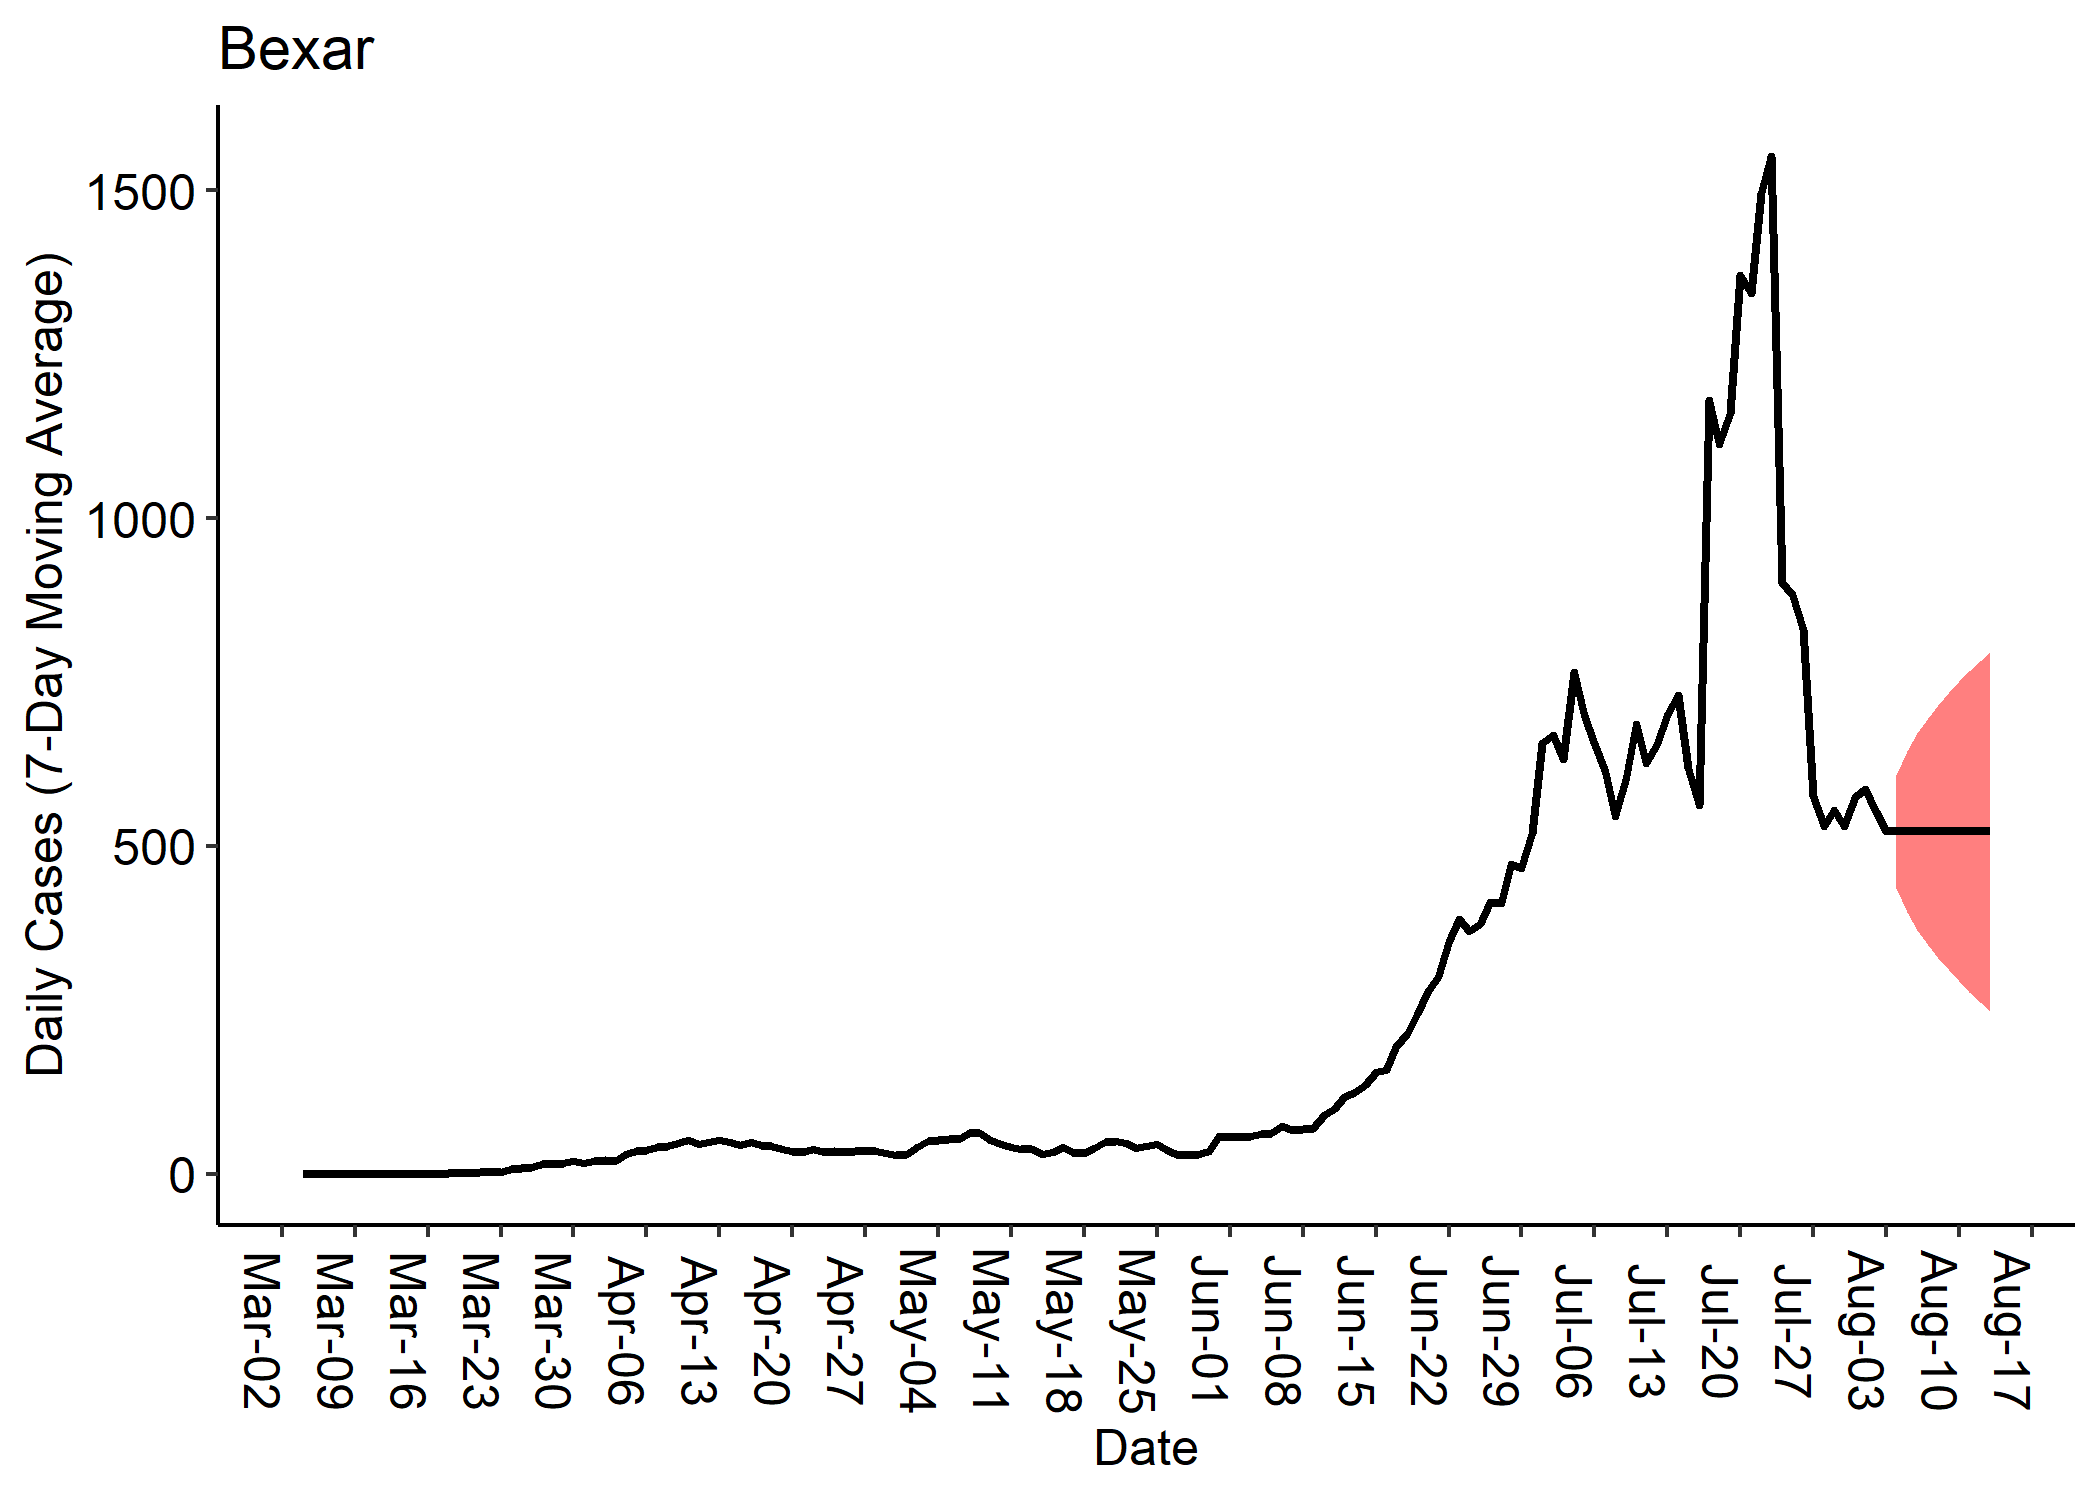 Bexar
Daily Cases (7-Day Moving Average)
1500
1000
500
0
Mar-02
Mar-09
Mar-16
Mar-23
Mar-30
Apr-06
Apr-13
Apr-20
Apr-27
May-04
May-11
May-18
May-25
Jun-01
Jun-08
Jun-15
Jun-22
Jun-29
Jul-06
Jul-13
Jul-20
Jul-27
Aug-03
Aug-10
Aug-17
Date